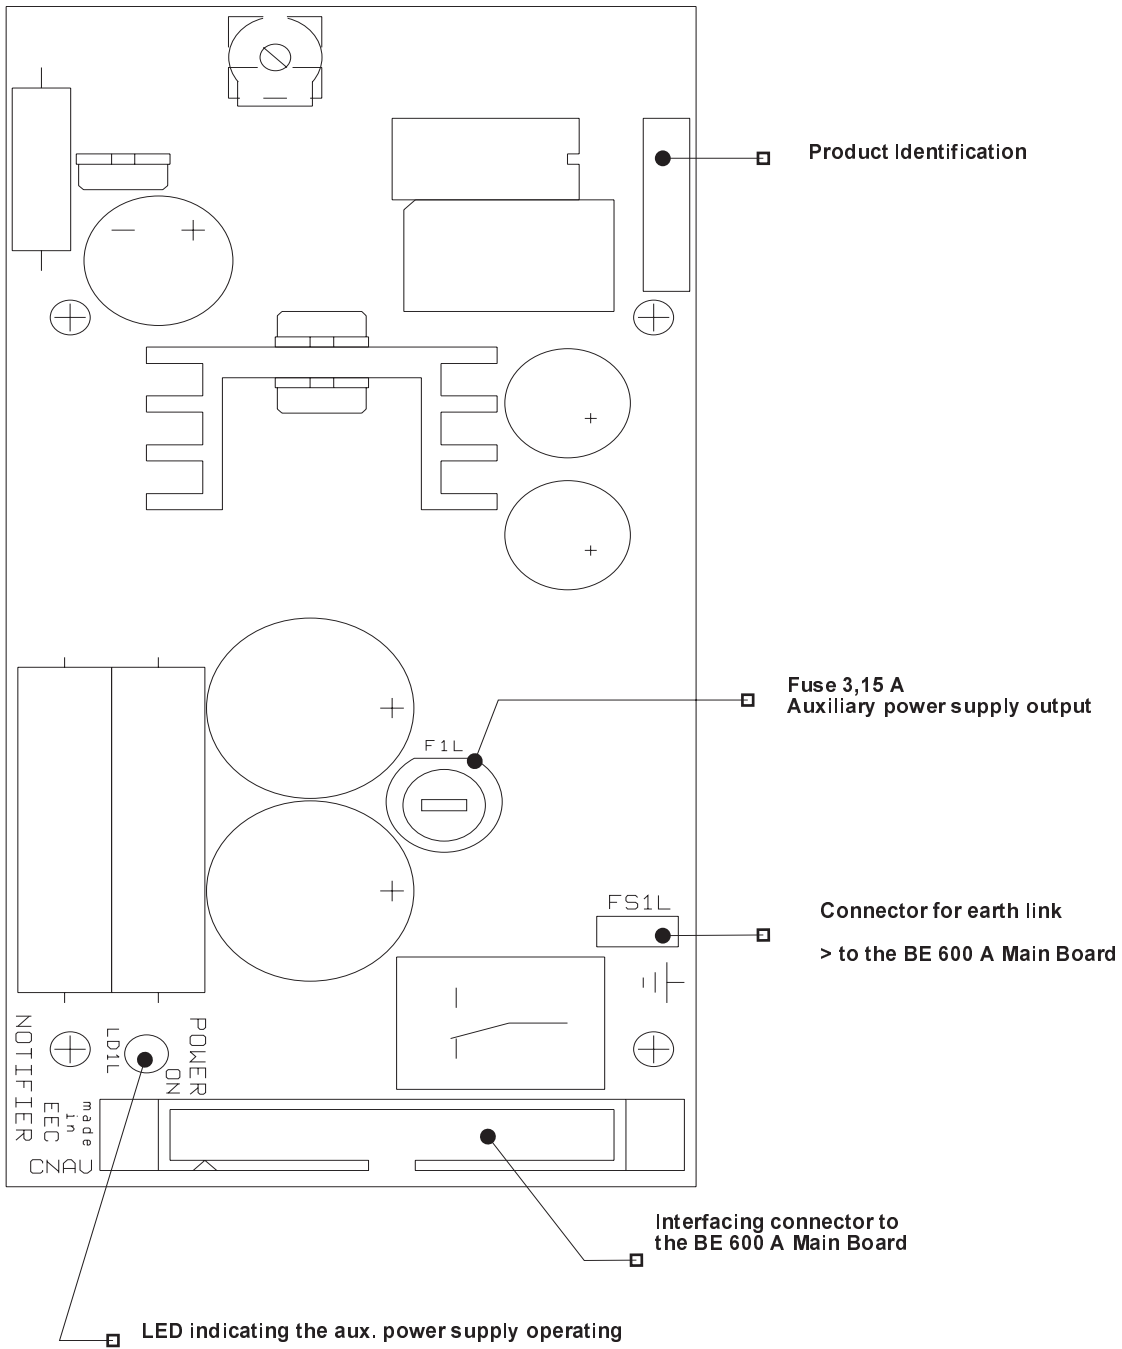 Product Identification
Fuse 3,15 A
Auxiliary power supply output
F1L
FS1L
Connector for earth link
> to the BE 600 A Main Board
NOTIFIER
LD1L
POWER
ON
made
in
EEC
CNAV
Interfacing connector to
the BE 600 A Main Board
LED indicating the aux. power supply operating